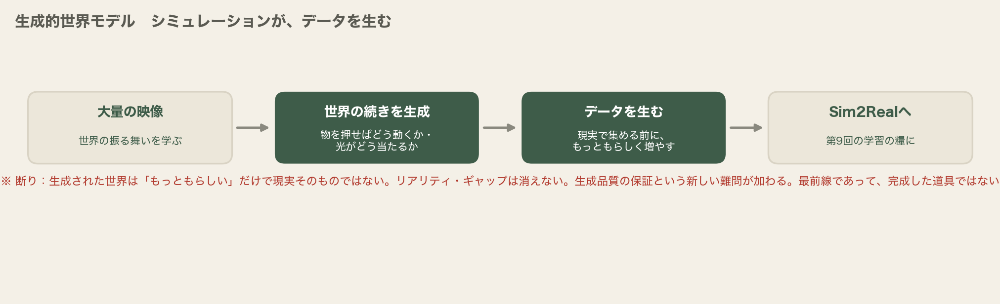 生成的世界モデル　シミュレーションが、データを生む
大量の映像
世界の振る舞いを学ぶ
世界の続きを生成
物を押せばどう動くか・
光がどう当たるか
データを生む
現実で集める前に、
もっともらしく増やす
Sim2Realへ
第9回の学習の糧に
※ 断り：生成された世界は「もっともらしい」だけで現実そのものではない。リアリティ・ギャップは消えない。生成品質の保証という新しい難問が加わる。最前線であって、完成した道具ではない